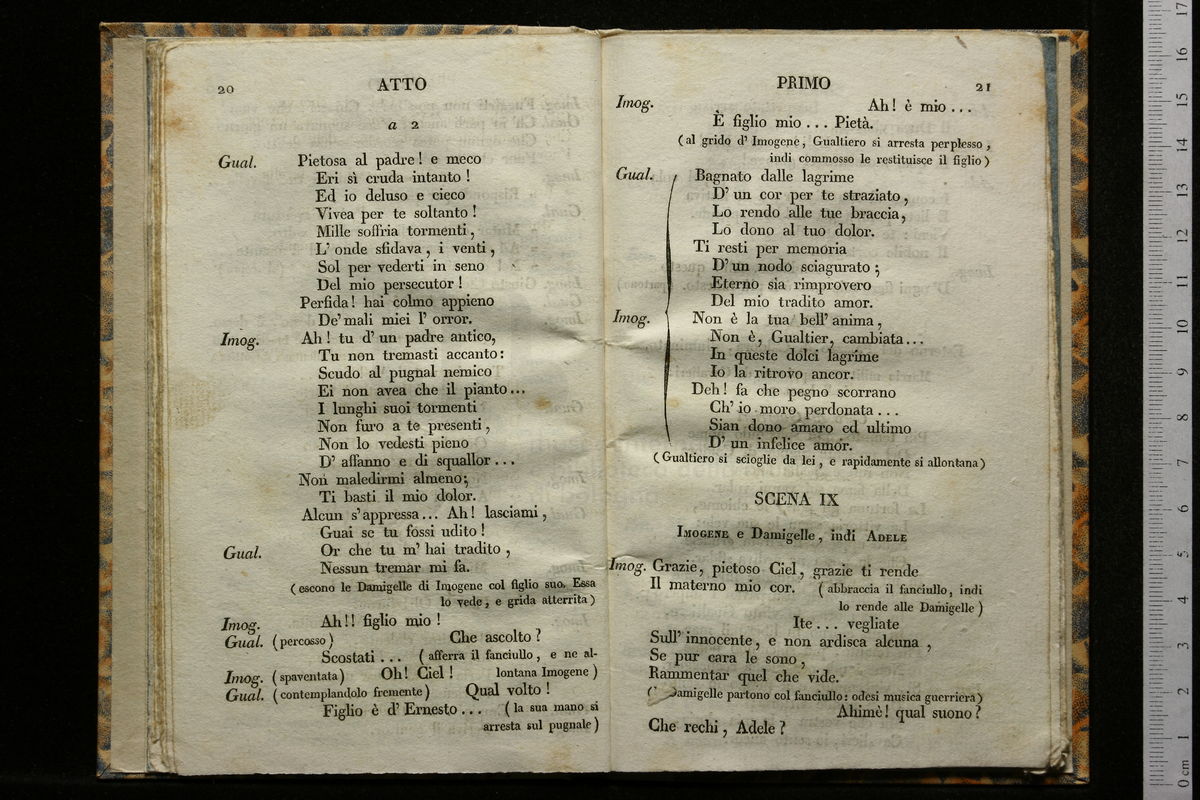 20
ATTO
a 2
Gual. Pietosa al padre! e meco
Eri sì cruda intanto!
Ed io deluso e cieco
Vivea per te soltanto!
Mille soffria tormenti,
L' onde sfidava, i venti,
Sol per vederti in seno
Del mio persecutor!
Perfida! hai colmo appieno
De' mali miei l' orror.
Imog. Ah! tu d' un padre antico,
Tu non tremasti accanto:
Scudo al pugnal nemico
Ei non avea che il pianto...
I lunghi suoi tormenti
Non furo a te presenti,
Non lo vedesti pieno
D' affanno e di squallor...
Non maledirmi almeno;
Ti basti il mio dolor.
Alcun s' appressa... Ah! lasciami,
Guai se tu fossi udito!
Gual. Or che tu m' hai tradito,
Nessun tremar mi fa.
(escono le Damigelle di Imogene col figlio suo. Essa
lo vede, e grida atterrita)
Imog. Ah!! figlio mio!
Gual. (percosso) Che ascolto?
Scostati... (afferra il fanciullo, e ne al-
Imog. (spaventata) Oh! Ciel! lontana Imogene)
Gual. (contemplandolo fremente) Qual volto!
Figlio è d' Ernesto... (la sua mano si
arresta sul pugnale)
PRIMO
21
Imog. Ah! è mio...
È figlio mio... Pietà.
(al grido d' Imogene, Gualtiero si arresta perplesso,
indi commosso le restituisce il figlio)
Gual. Bagnato dalle lagrime
D' un cor per te straziato,
Lo rendo alle tue braccia,
Lo dono al tuo dolor.
Ti resti per memoria
D' un nodo sciagurato;
Eterno sia rimprovero
Del mio tradito amor.
Imog. Non è la tua bell' anima,
Non è, Gualtier, cambiata...
In queste dolci lagrime
Io la ritrovo ancor.
Deh! fa che pegno scorrano
Ch' io moro perdonata...
Sian dono amaro ed ultimo
D' un infelice amor.
(Gualtiero si scioglie da lei, e rapidamente si allontana)
SCENA IX
IMOGENE e Damigelle, indi ADELE
Imog. Grazie, pietoso Ciel, grazie ti rende
Il materno mio cor. (abbraccia il fanciullo, indi
lo rende alle Damigelle)
Ite... vegliate
Sull' innocente, e non ardisca alcuna,
Se pur cara le sono,
Rammentar quel che vide.
Damigelle partono col fanciullo: odesi musica guerriera)
Ahimè! qual suono?
Che rechi, Adele?